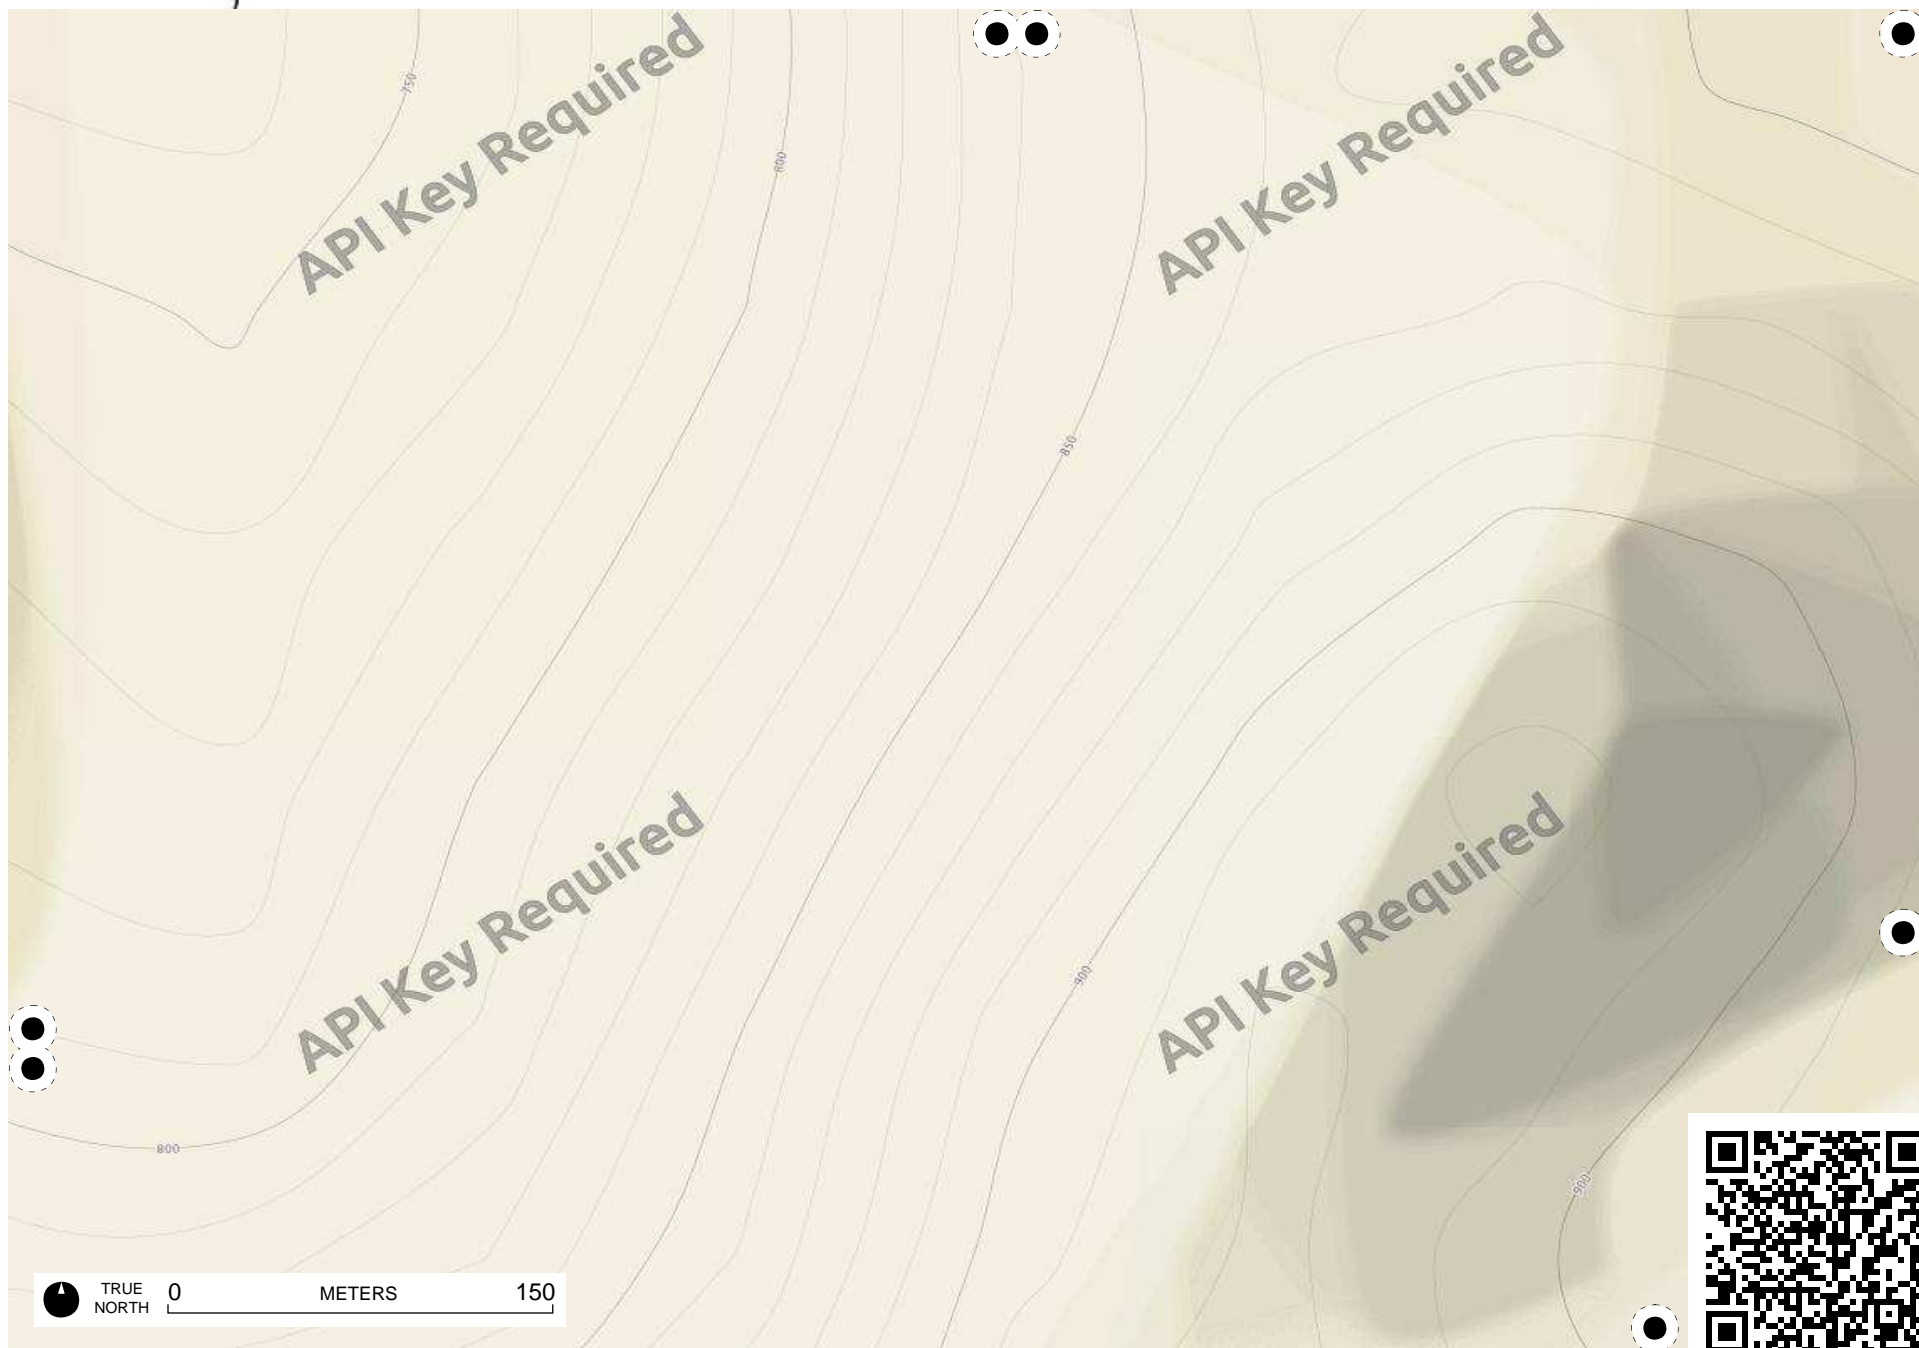 750
API Key Required
API Key Required
800
850
API Key Required
API Key Required
900
800
900
TRUE
NORTH
0 METERS 150